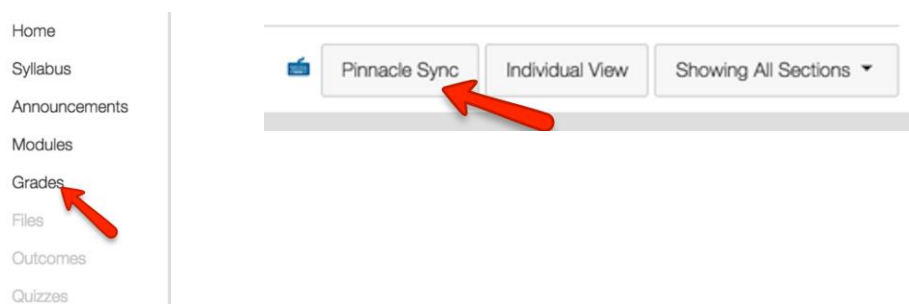 Home
Syllabus
Announcements
Modules
Grades
Files
Outcomes
Quizzes
Pinnacle Sync Individual View Showing All Sections